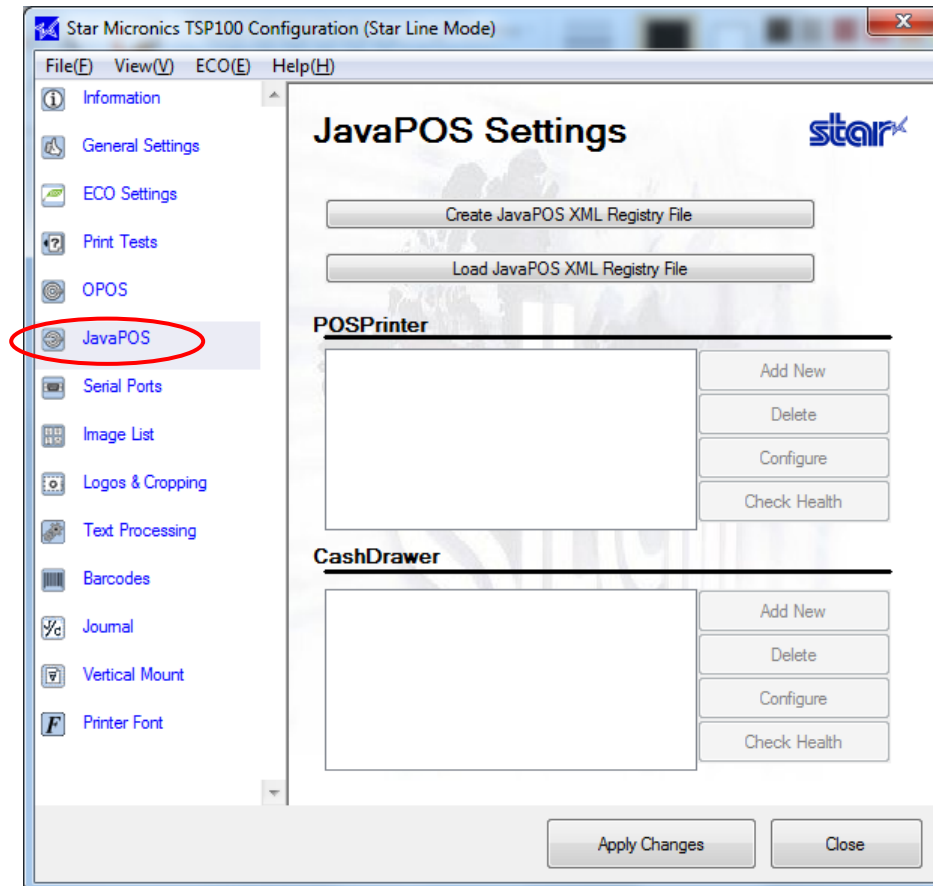 Star Micronics TSP100 Configuration (Star Line Mode)
File(F) View(V) ECO(E) Help(H)
Information
General Settings
ECO Settings
Print Tests
OPOS
JavaPOS
Serial Ports
Image List
Logos & Cropping
Text Processing
Barcodes
Journal
Vertical Mount
Printer Font
JavaPOS Settings
star
Create JavaPOS XML Registry File
Load JavaPOS XML Registry File
POSPrinter
Add New
Delete
Configure
Check Health
CashDrawer
Add New
Delete
Configure
Check Health
Apply Changes
Close